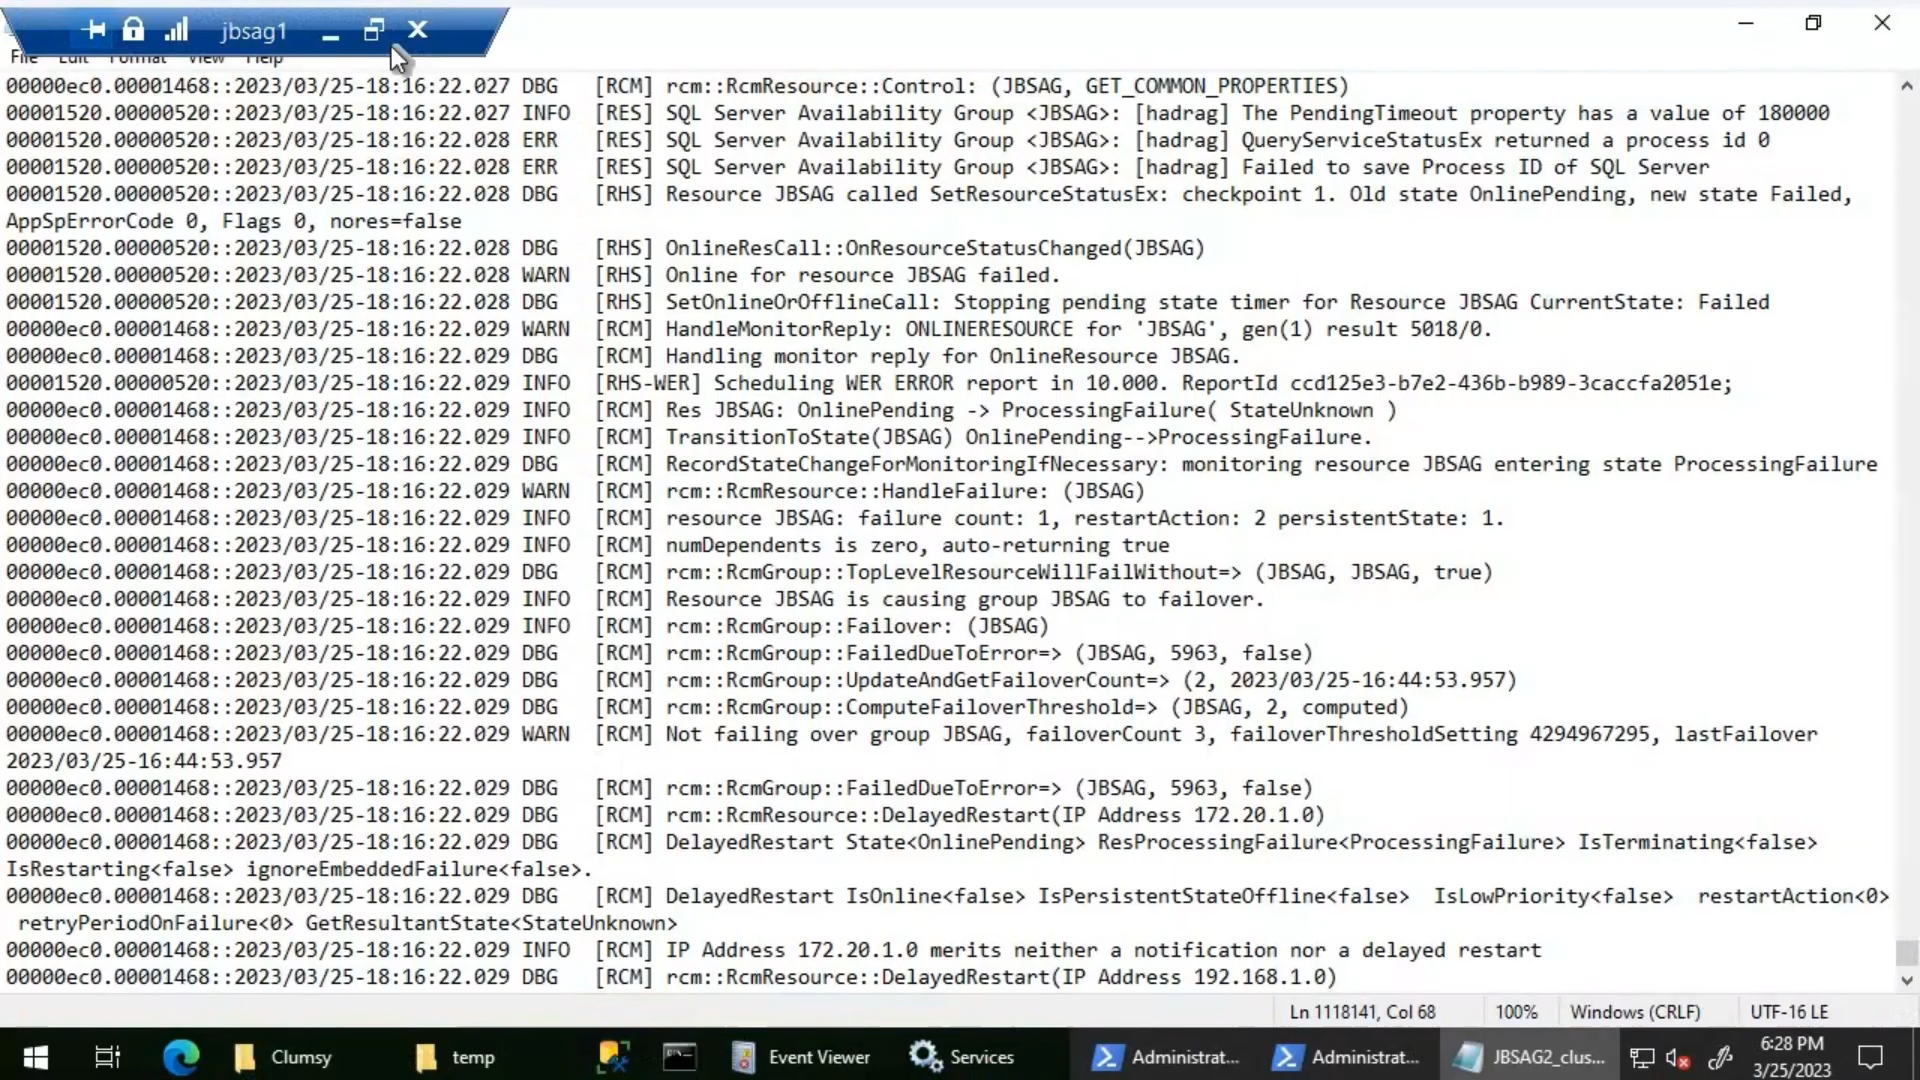 jbsag1
File Edit Format View Help
00000ec0.00001468::2023/03/25-18:16:22.027 DBG   [RCM] rcm::RcmResource::Control: (JBSAG, GET_COMMON_PROPERTIES)
00001520.00000520::2023/03/25-18:16:22.027 INFO  [RES] SQL Server Availability Group <JBSAG>: [hadrag] The PendingTimeout property has a value of 180000
00001520.00000520::2023/03/25-18:16:22.028 ERR   [RES] SQL Server Availability Group <JBSAG>: [hadrag] QueryServiceStatusEx returned a process id 0
00001520.00000520::2023/03/25-18:16:22.028 ERR   [RES] SQL Server Availability Group <JBSAG>: [hadrag] Failed to save Process ID of SQL Server
00001520.00000520::2023/03/25-18:16:22.028 DBG   [RHS] Resource JBSAG called SetResourceStatusEx: checkpoint 1. Old state OnlinePending, new state Failed,
AppSpErrorCode 0, Flags 0, nores=false
00001520.00000520::2023/03/25-18:16:22.028 DBG   [RHS] OnlineResCall::OnResourceStatusChanged(JBSAG)
00001520.00000520::2023/03/25-18:16:22.028 WARN  [RHS] Online for resource JBSAG failed.
00001520.00000520::2023/03/25-18:16:22.028 DBG   [RHS] SetOnlineOrOfflineCall: Stopping pending state timer for Resource JBSAG CurrentState: Failed
00000ec0.00001468::2023/03/25-18:16:22.029 WARN  [RCM] HandleMonitorReply: ONLINERESOURCE for 'JBSAG', gen(1) result 5018/0.
00000ec0.00001468::2023/03/25-18:16:22.029 DBG   [RCM] Handling monitor reply for OnlineResource JBSAG.
00001520.00000520::2023/03/25-18:16:22.029 INFO  [RHS-WER] Scheduling WER ERROR report in 10.000. ReportId ccd125e3-b7e2-436b-b989-3caccfa2051e;
00000ec0.00001468::2023/03/25-18:16:22.029 INFO  [RCM] Res JBSAG: OnlinePending -> ProcessingFailure( StateUnknown )
00000ec0.00001468::2023/03/25-18:16:22.029 INFO  [RCM] TransitionToState(JBSAG) OnlinePending-->ProcessingFailure.
00000ec0.00001468::2023/03/25-18:16:22.029 DBG   [RCM] RecordStateChangeForMonitoringIfNecessary: monitoring resource JBSAG entering state ProcessingFailure
00000ec0.00001468::2023/03/25-18:16:22.029 WARN  [RCM] rcm::RcmResource::HandleFailure: (JBSAG)
00000ec0.00001468::2023/03/25-18:16:22.029 INFO  [RCM] resource JBSAG: failure count: 1, restartAction: 2 persistentState: 1.
00000ec0.00001468::2023/03/25-18:16:22.029 INFO  [RCM] numDependents is zero, auto-returning true
00000ec0.00001468::2023/03/25-18:16:22.029 DBG   [RCM] rcm::RcmGroup::TopLevelResourceWillFailWithout=> (JBSAG, JBSAG, true)
00000ec0.00001468::2023/03/25-18:16:22.029 INFO  [RCM] Resource JBSAG is causing group JBSAG to failover.
00000ec0.00001468::2023/03/25-18:16:22.029 INFO  [RCM] rcm::RcmGroup::Failover: (JBSAG)
00000ec0.00001468::2023/03/25-18:16:22.029 DBG   [RCM] rcm::RcmGroup::FailedDueToError=> (JBSAG, 5963, false)
00000ec0.00001468::2023/03/25-18:16:22.029 DBG   [RCM] rcm::RcmGroup::UpdateAndGetFailoverCount=> (2, 2023/03/25-16:44:53.957)
00000ec0.00001468::2023/03/25-18:16:22.029 DBG   [RCM] rcm::RcmGroup::ComputeFailoverThreshold=> (JBSAG, 2, computed)
00000ec0.00001468::2023/03/25-18:16:22.029 WARN  [RCM] Not failing over group JBSAG, failoverCount 3, failoverThresholdSetting 4294967295, lastFailover
2023/03/25-16:44:53.957
00000ec0.00001468::2023/03/25-18:16:22.029 DBG   [RCM] rcm::RcmGroup::FailedDueToError=> (JBSAG, 5963, false)
00000ec0.00001468::2023/03/25-18:16:22.029 DBG   [RCM] rcm::RcmResource::DelayedRestart(IP Address 172.20.1.0)
00000ec0.00001468::2023/03/25-18:16:22.029 DBG   [RCM] DelayedRestart State<OnlinePending> ResProcessingFailure<ProcessingFailure> IsTerminating<false>
IsRestarting<false> ignoreEmbeddedFailure<false>.
00000ec0.00001468::2023/03/25-18:16:22.029 DBG   [RCM] DelayedRestart IsOnline<false> IsPersistentStateOffline<false>  IsLowPriority<false>  restartAction<0>
retryPeriodOnFailure<0> GetResultantState<StateUnknown>
00000ec0.00001468::2023/03/25-18:16:22.029 INFO  [RCM] IP Address 172.20.1.0 merits neither a notification nor a delayed restart
00000ec0.00001468::2023/03/25-18:16:22.029 DBG   [RCM] rcm::RcmResource::DelayedRestart(IP Address 192.168.1.0)
Ln 1118141, Col 68 100% Windows (CRLF) UTF-16 LE
Clumsy temp Event Viewer Services Administrat... Administrat... JBSAG2_clus... 6:28 PM
3/25/2023